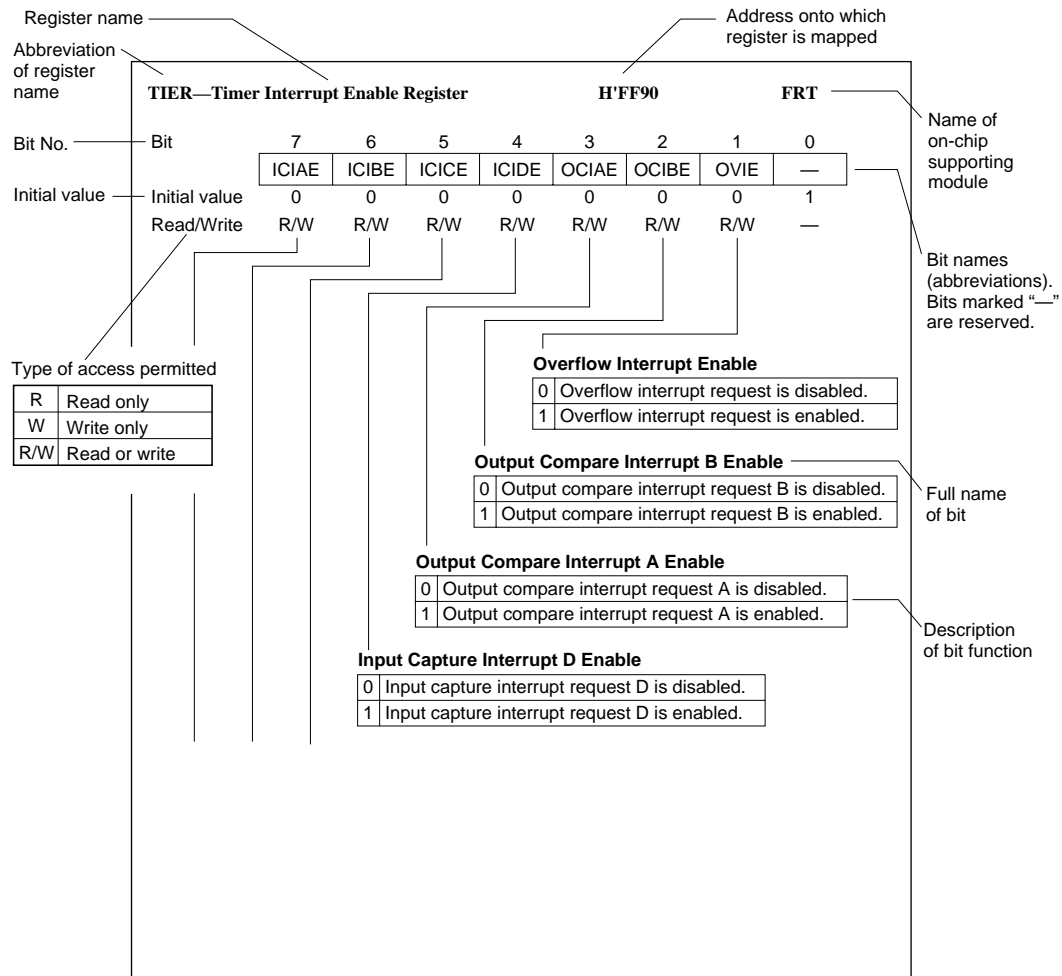 Register name
Address onto which
register is mapped
Abbreviation
of register
name
TIER—Timer Interrupt Enable Register H'FF90 FRT
Name of
on-chip
supporting
module
Bit No. Bit 7 6 5 4 3 2 1 0
ICIAE ICIBE ICICE ICIDE OCIAE OCIBE OVIE —
Initial value Initial value 0 0 0 0 0 0 0 1
Read/Write R/W R/W R/W R/W R/W R/W R/W —
Bit names
(abbreviations).
Bits marked “—”
are reserved.
Type of access permitted
R Read only
W Write only
R/W Read or write
Overflow Interrupt Enable
0 Overflow interrupt request is disabled.
1 Overflow interrupt request is enabled.
Output Compare Interrupt B Enable
0 Output compare interrupt request B is disabled.
1 Output compare interrupt request B is enabled.
Full name
of bit
Output Compare Interrupt A Enable
0 Output compare interrupt request A is disabled.
1 Output compare interrupt request A is enabled.
Description
of bit function
Input Capture Interrupt D Enable
0 Input capture interrupt request D is disabled.
1 Input capture interrupt request D is enabled.